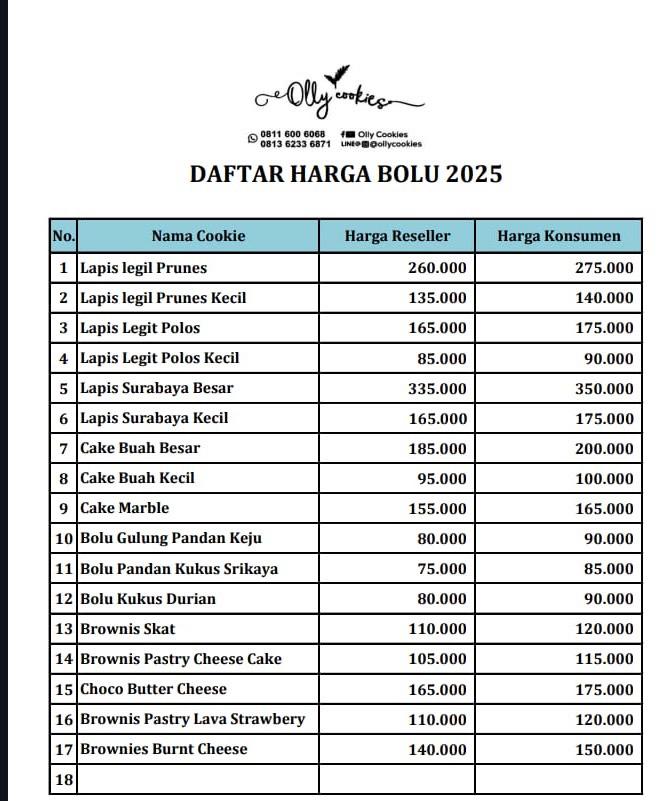 Olly cookies
0811 600 6068 Olly Cookies
0813 6233 6871 LINE@ @ollycookies
DAFTAR HARGA BOLU 2025
No. Nama Cookie Harga Reseller Harga Konsumen
1 Lapis legil Prunes 260.000 275.000
2 Lapis legil Prunes Kecil 135.000 140.000
3 Lapis Legit Polos 165.000 175.000
4 Lapis Legit Polos Kecil 85.000 90.000
5 Lapis Surabaya Besar 335.000 350.000
6 Lapis Surabaya Kecil 165.000 175.000
7 Cake Buah Besar 185.000 200.000
8 Cake Buah Kecil 95.000 100.000
9 Cake Marble 155.000 165.000
10 Bolu Gulung Pandan Keju 80.000 90.000
11 Bolu Pandan Kukus Srikaya 75.000 85.000
12 Bolu Kukus Durian 80.000 90.000
13 Brownis Skat 110.000 120.000
14 Brownis Pastry Cheese Cake 105.000 115.000
15 Choco Butter Cheese 165.000 175.000
16 Brownis Pastry Lava Strawbery 110.000 120.000
17 Brownies Burnt Cheese 140.000 150.000
18